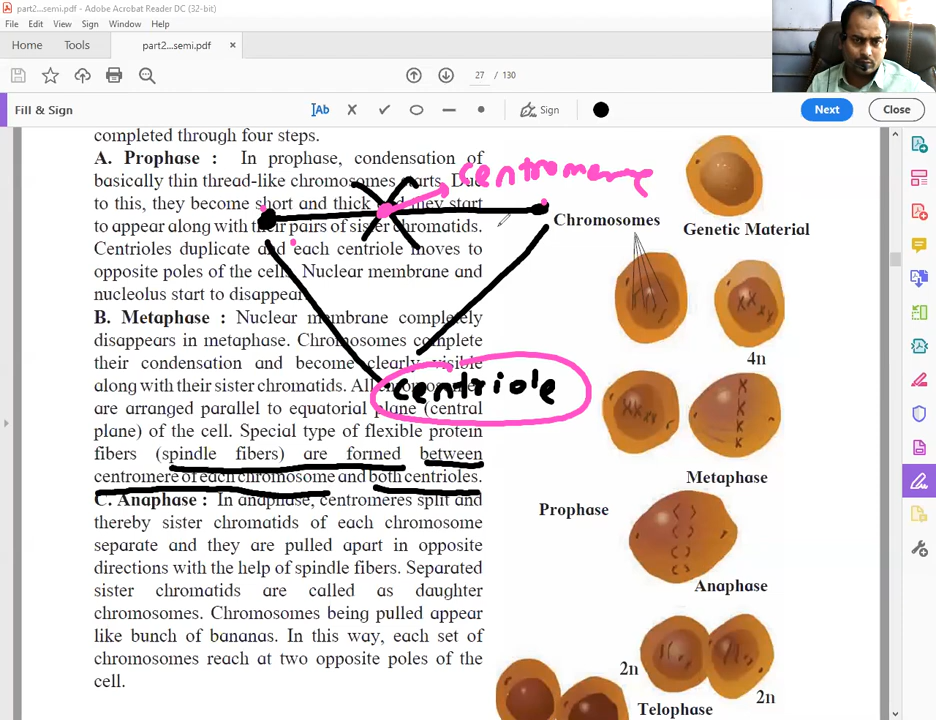 part2...semi.pdf - Adobe Acrobat Reader DC (32-bit)
File Edit View Sign Window Help
Home Tools part2...semi.pdf ×
27 / 130
Fill & Sign
Ab
Sign
Next
Close
completed through four steps.
A. Prophase : In prophase, condensation of
basically thin thread-like chromosomes starts. Due
to this, they become short and thick and they start
to appear along with their pairs of sister chromatids.
Centrioles duplicate and each centriole moves to
opposite poles of the cell. Nuclear membrane and
nucleolus start to disappear.
B. Metaphase : Nuclear membrane completely
disappears in metaphase. Chromosomes complete
their condensation and become clearly visible
along with their sister chromatids. All
are arranged parallel to equatorial plane (central
plane) of the cell. Special type of flexible protein
fibers (spindle fibers) are formed between
centromere of each chromosome and both centrioles.
C. Anaphase : In anaphase, centromeres split and
thereby sister chromatids of each chromosome
separate and they are pulled apart in opposite
directions with the help of spindle fibers. Separated
sister chromatids are called as daughter
chromosomes. Chromosomes being pulled appear
like bunch of bananas. In this way, each set of
chromosomes reach at two opposite poles of the
cell.
centromere
centriole
Chromosomes
Genetic Material
4n
Metaphase
Prophase
Anaphase
2n
2n
Telophase